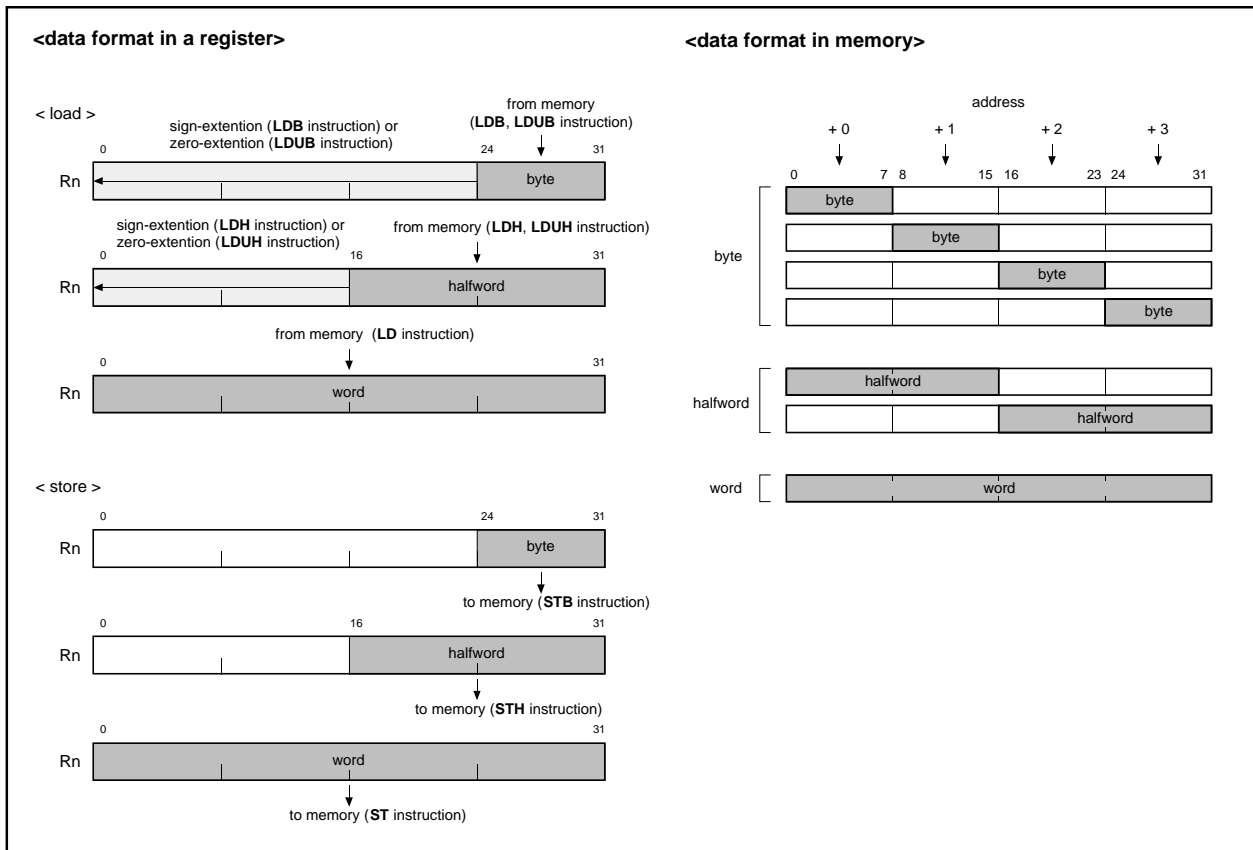 <data format in a register>
< load >
sign-extention (LDB instruction) or
zero-extention (LDUB instruction)
from memory
(LDB, LDUB instruction)
0 24 31
Rn byte
sign-extention (LDH instruction) or
zero-extention (LDUH instruction)
from memory (LDH, LDUH instruction)
0 16 31
Rn halfword
from memory (LD instruction)
0 31
Rn word
< store >
0 24 31
Rn byte
to memory (STB instruction)
0 16 31
Rn halfword
to memory (STH instruction)
0 31
Rn word
to memory (ST instruction)
<data format in memory>
address
+ 0 + 1 + 2 + 3
0 7 8 15 16 23 24 31
byte
byte
byte
byte
byte
halfword
halfword
halfword
word word